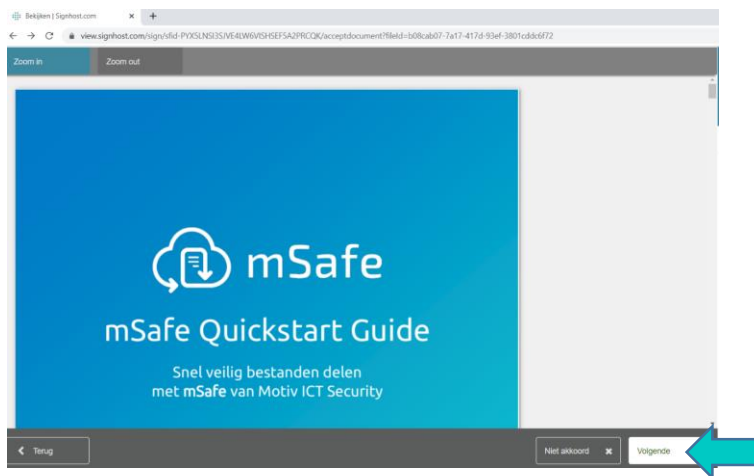 Bekijken | Signhost.com
view.signhost.com/sign/sfid-PYXSLNSI3SJVE4LW6VISHSEFSA2PRCQK/acceptdocument?fileId=b08cab07-7a17-417d-93ef-3801cddc6f72
Zoom in Zoom out
mSafe
mSafe Quickstart Guide
Snel veilig bestanden delen
met mSafe van Motiv ICT Security
Terug Niet akkoord Volgende